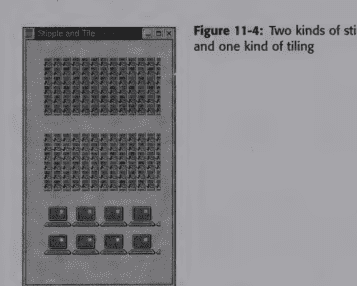 Stipple and Tile
Figure 11-4: Two kinds of sti
and one kind of tiling